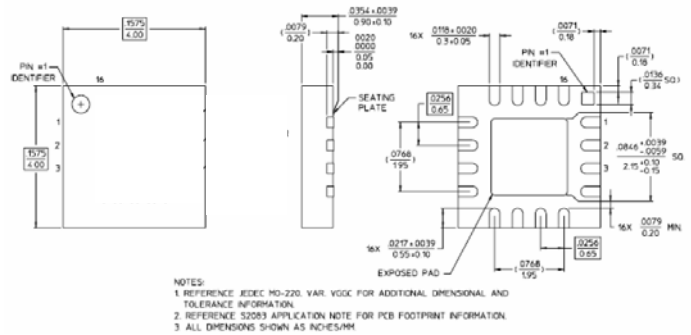 .1575
4.00
PIN #1
IDENTIFIER
16
1
2
3
.1575
4.00
(.0079
0.20)
.0354±.0039
0.90±0.10
.0020
.0000
0.05
0.00
SEATING
PLATE
16X .0118±.0020
0.3±0.05
(.0071
0.18)
PIN #1
IDENTIFIER
16
(.0071
0.18)
(.0136
0.34 SQ.)
.0256
0.65
(.0768
1.95)
1
2
3
.0846 +.0039
-.0059
2.15 +0.10
-0.15
SQ
16X .0217±.0039
0.55±0.10
EXPOSED PAD
(.0768
1.95)
.0256
0.65
16X .0079
0.20 MIN.
NOTES:
1. REFERENCE JEDEC MO-220, VAR. VGGC FOR ADDITIONAL DIMENSIONAL AND
TOLERANCE INFORMATION.
2. REFERENCE S2083 APPLICATION NOTE FOR PCB FOOTPRINT INFORMATION.
3 ALL DIMENSIONS SHOWN AS INCHES/MM